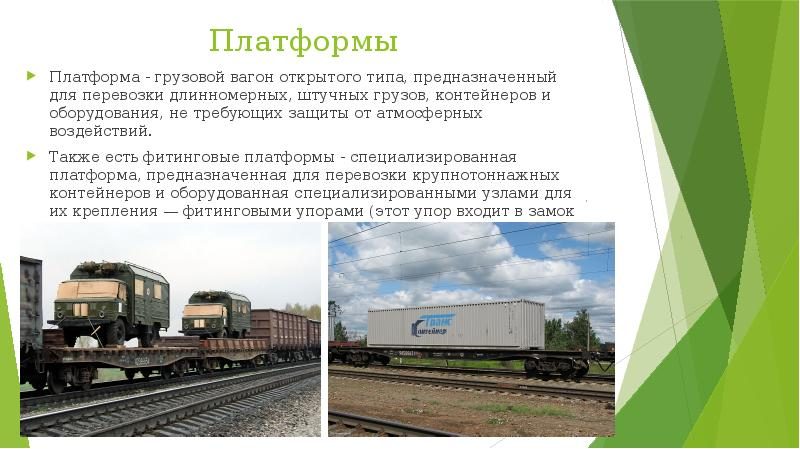 Платформы
Платформа - грузовой вагон открытого типа, предназначенный
для перевозки длинномерных, штучных грузов, контейнеров и
оборудования, не требующих защиты от атмосферных
воздействий.
Также есть фитинговые платформы - специализированная
платформа, предназначенная для перевозки крупнотоннажных
контейнеров и оборудованная специализированными узлами для
их крепления — фитинговыми упорами (этот упор входит в замок
Транс
Контейнер